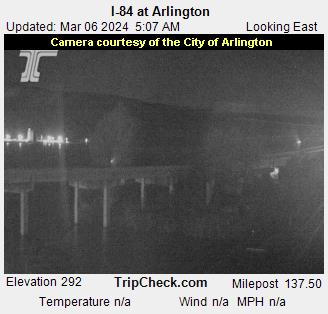 I-84 at Arlington
Updated: Mar 06 2024 5:07 AM Looking East
Camera courtesy of the City of Arlington
Elevation 292 TripCheck.com Milepost 137.50
Temperature n/a Wind n/a MPH n/a